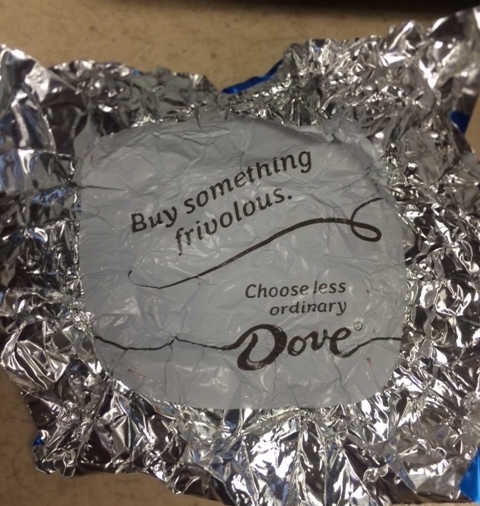 Buy something
frivolous.
Choose less
ordinary
Dove®